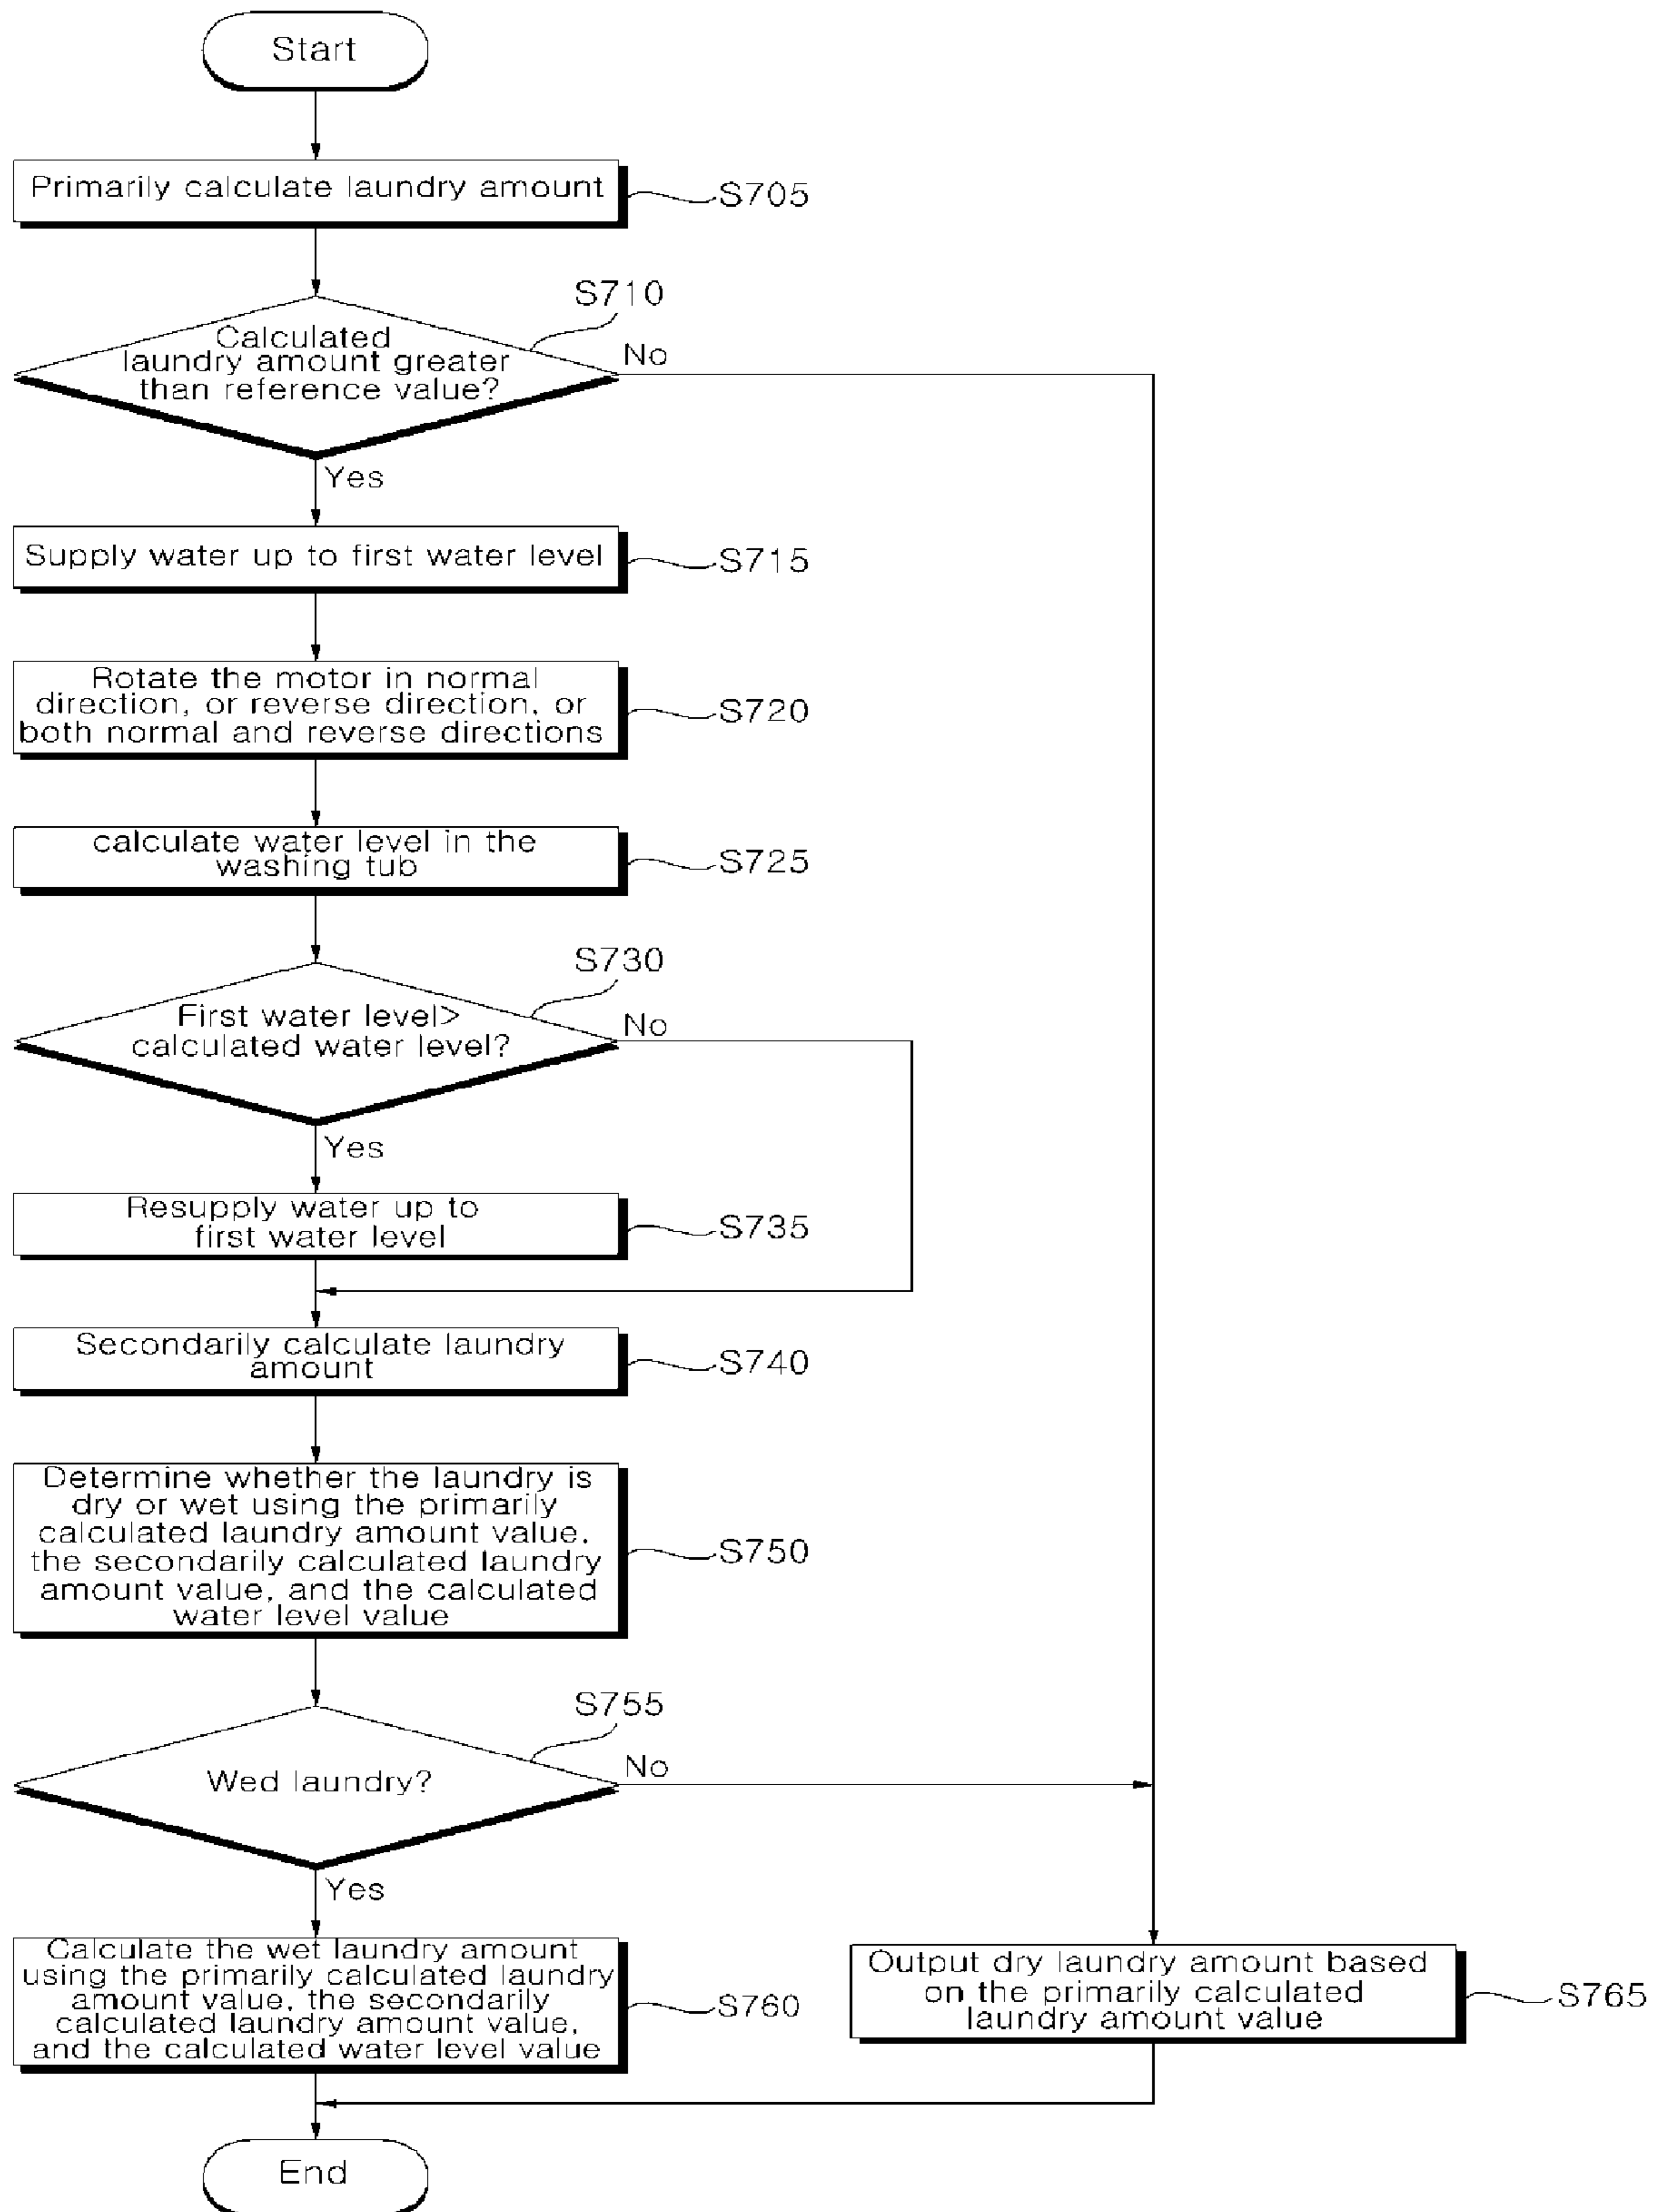 Start
Primarily calculate laundry amount
S705
S710
Calculated
laundry amount greater
than reference value?
No
Yes
Supply water up to first water level
S715
Rotate the motor in normal
direction, or reverse direction, or
both normal and reverse directions
S720
calculate water level in the
washing tub
S725
S730
First water level>
calculated water level?
No
Yes
Resupply water up to
first water level
S735
Secondarily calculate laundry
amount
S740
Determine whether the laundry is
dry or wet using the primarily
calculated laundry amount value,
the secondarily calculated laundry
amount value, and the calculated
water level value
S750
S755
Wed laundry?
No
Yes
Calculate the wet laundry amount
using the primarily calculated laundry
amount value, the secondarily
calculated laundry amount value,
and the calculated water level value
S760
Output dry laundry amount based
on the primarily calculated
laundry amount value
S765
End